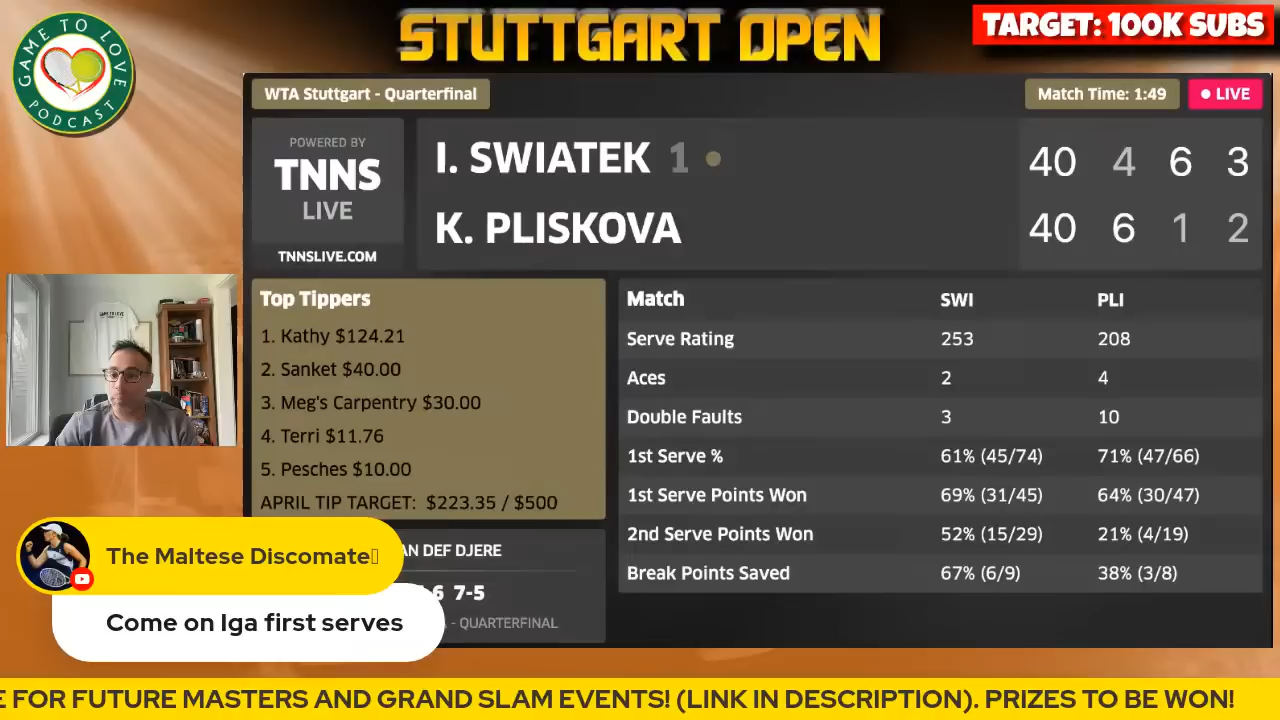 GAME TO LOVE
PODCAST
STUTTGART OPEN
TARGET: 100K SUBS
WTA Stuttgart - Quarterfinal
Match Time: 1:49
LIVE
POWERED BY
TNNS
LIVE
TNNSLIVE.COM
I. SWIATEK 1 40 4 6 3
K. PLISKOVA 40 6 1 2
Top Tippers
1. Kathy $124.21
2. Sanket $40.00
3. Meg's Carpentry $30.00
4. Terri $11.76
5. Pesches $10.00
APRIL TIP TARGET: $223.35 / $500
Match SWI PLI
Serve Rating 253 208
Aces 2 4
Double Faults 3 10
1st Serve % 61% (45/74) 71% (47/66)
1st Serve Points Won 69% (31/45) 64% (30/47)
2nd Serve Points Won 52% (15/29) 21% (4/19)
Break Points Saved 67% (6/9) 38% (3/8)
AN DEF DJERE
6 7-5
- QUARTERFINAL
The Maltese Discomate
Come on Iga first serves
E FOR FUTURE MASTERS AND GRAND SLAM EVENTS! (LINK IN DESCRIPTION). PRIZES TO BE WON!